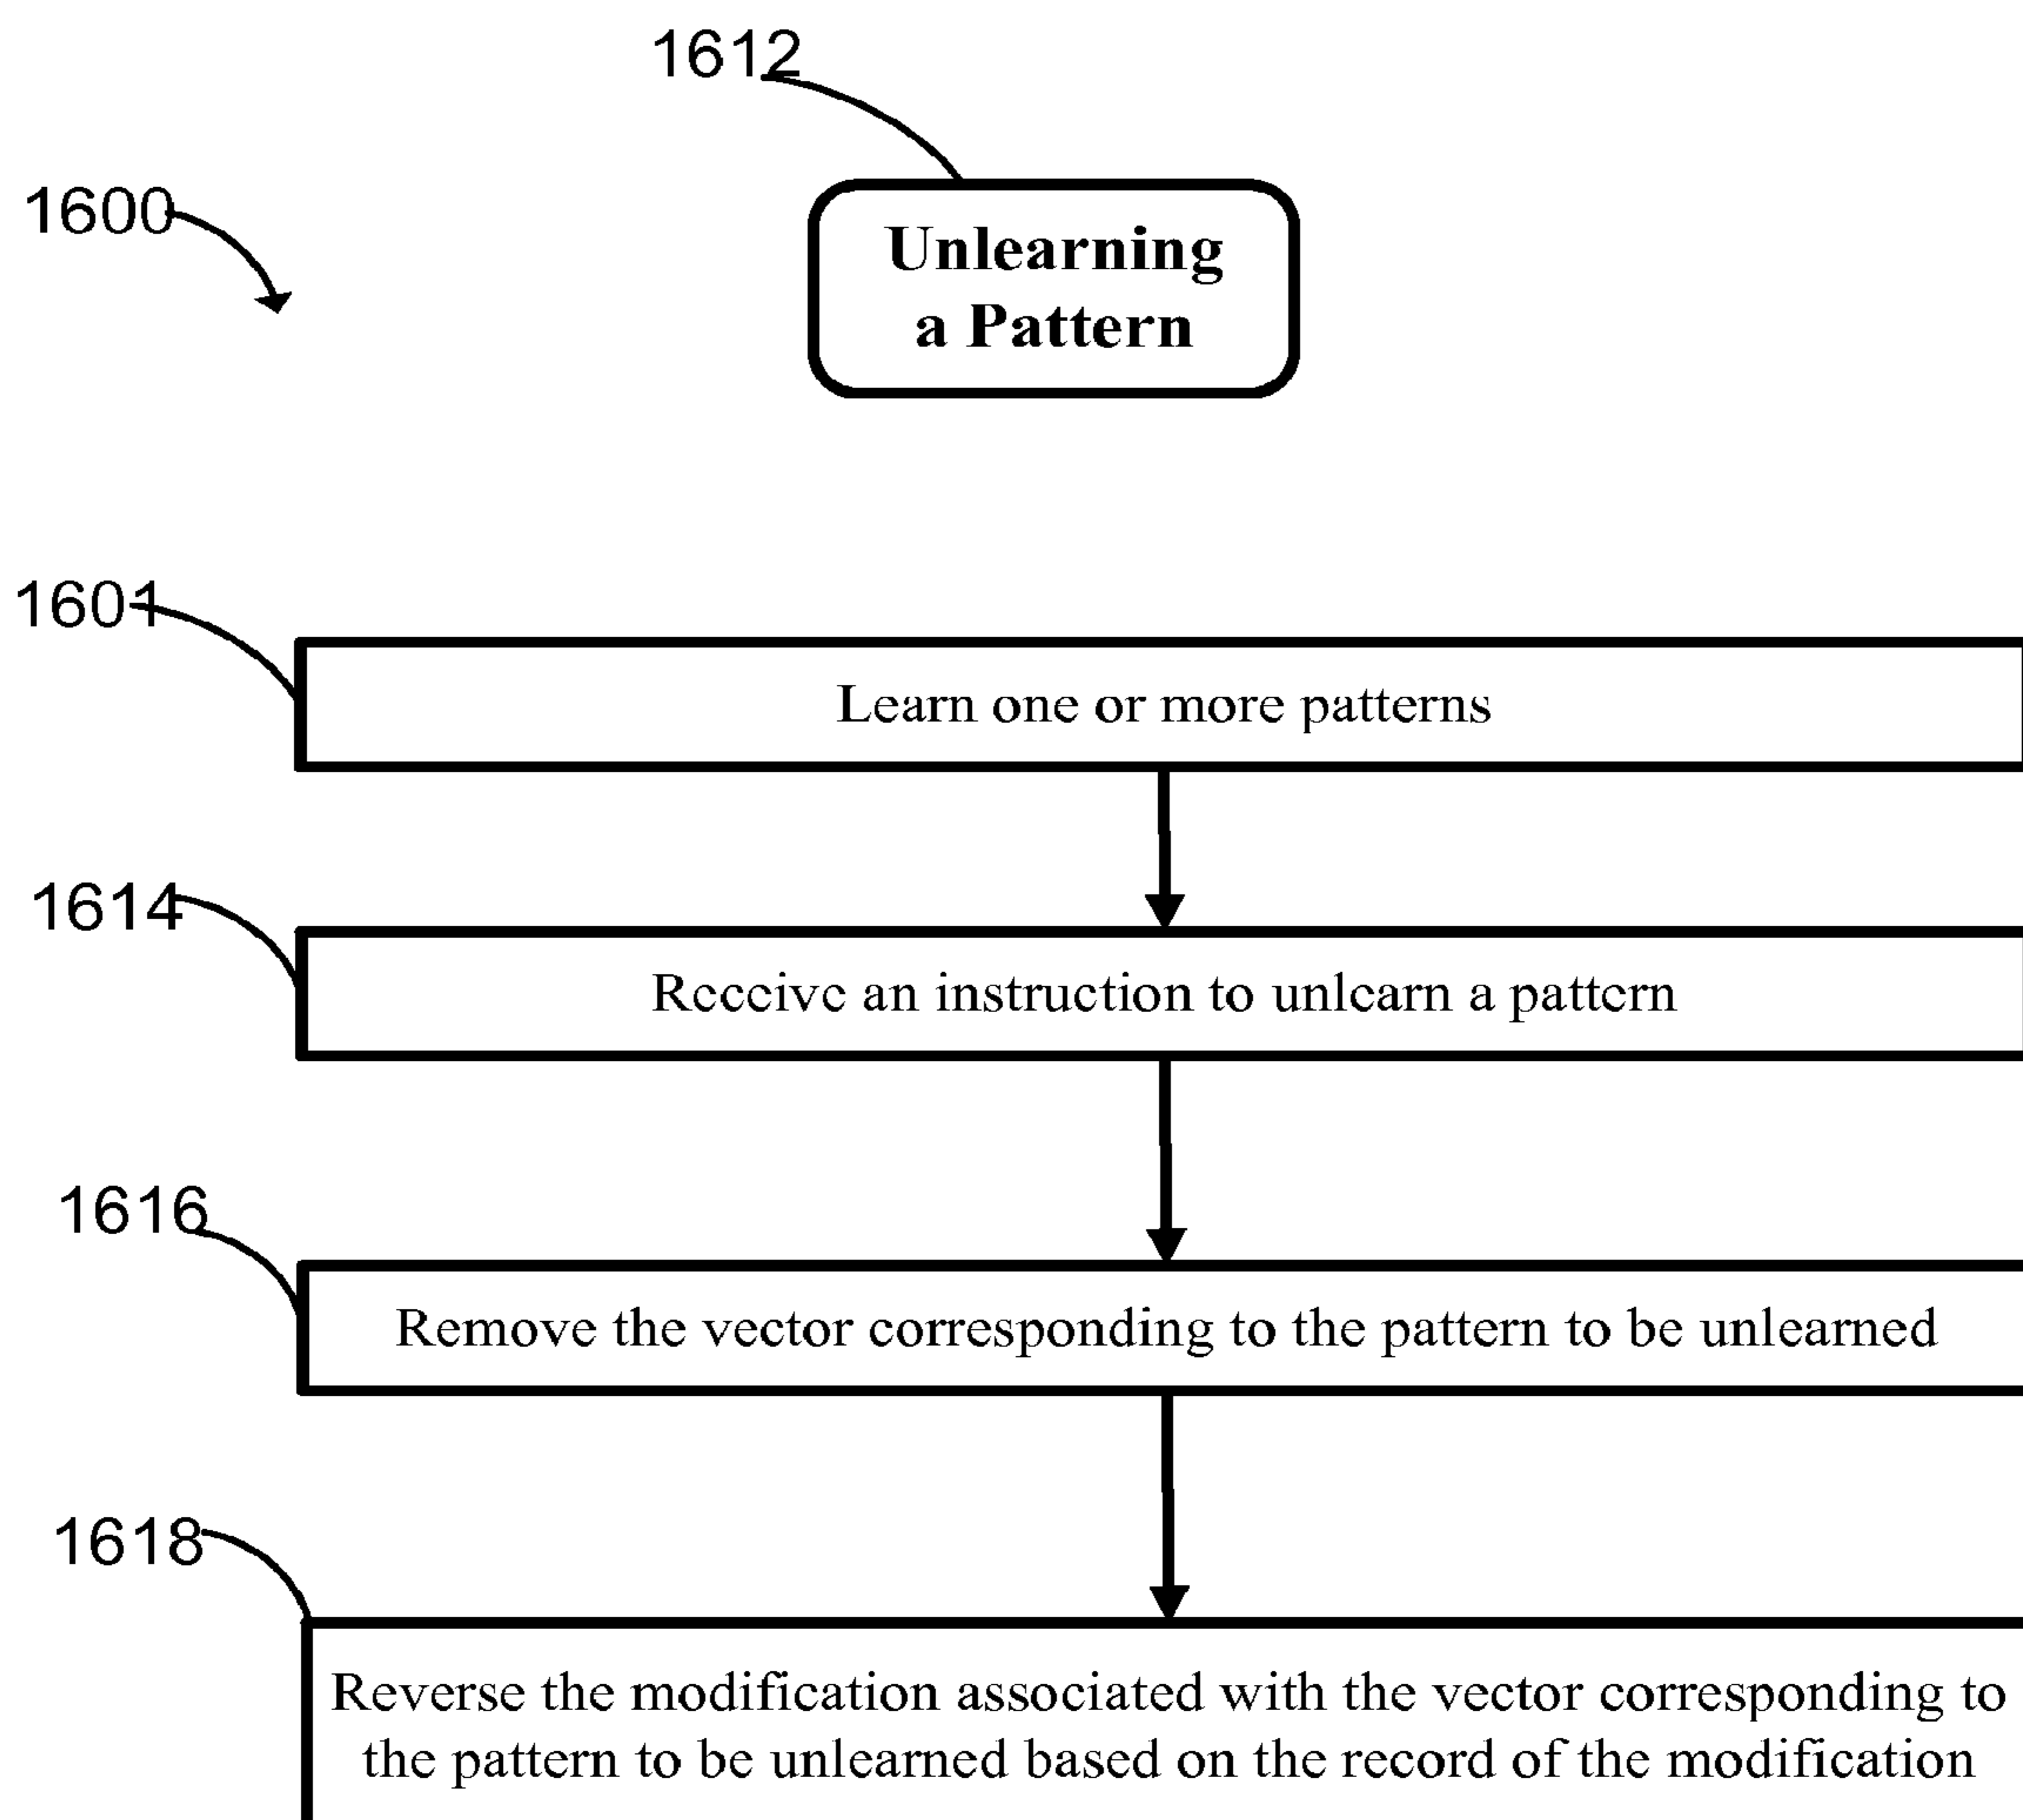 1612
1600
Unlearning
a Pattern
1601
Learn one or more patterns
1614
Receive an instruction to unlearn a pattern
1616
Remove the vector corresponding to the pattern to be unlearned
1618
Reverse the modification associated with the vector corresponding to
the pattern to be unlearned based on the record of the modification